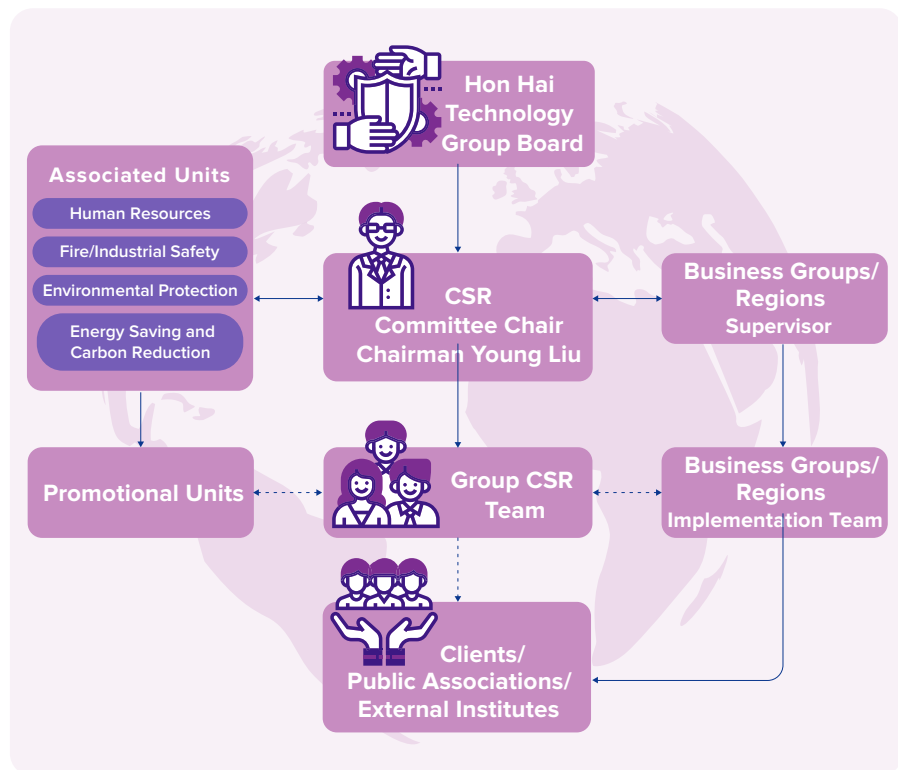 Hon Hai
Technology
Group Board
Associated Units
Human Resources
Fire/Industrial Safety
Environmental Protection
Energy Saving and
Carbon Reduction
CSR
Committee Chair
Chairman Young Liu
Business Groups/
Regions
Supervisor
Promotional Units
Group CSR
Team
Business Groups/
Regions
Implementation Team
Clients/
Public Associations/
External Institutes